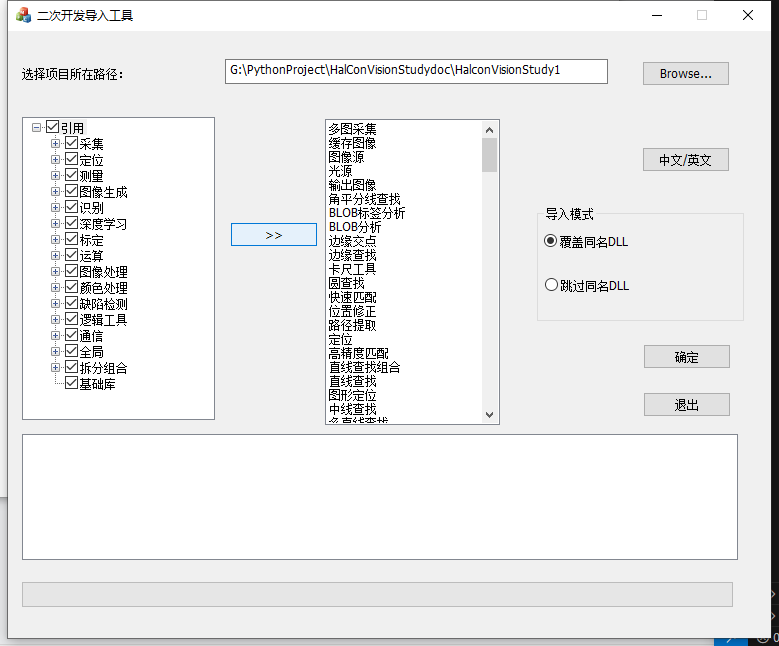 二次开发导入工具
选择项目所在路径：
G:\PythonProject\HalConVisionStudydoc\HalconVisionStudy1
Browse...
引用
采集
定位
测量
图像生成
识别
深度学习
标定
运算
图像处理
颜色处理
缺陷检测
逻辑工具
通信
全局
拆分组合
基础库
>>
多图采集
缓存图像
图像源
光源
输出图像
角平分线查找
BLOB标签分析
BLOB分析
边缘交点
边缘查找
卡尺工具
圆查找
快速匹配
位置修正
路径提取
定位
高精度匹配
直线查找组合
直线查找
图形定位
中线查找
多直线查找
中文/英文
导入模式
覆盖同名DLL
跳过同名DLL
确定
退出